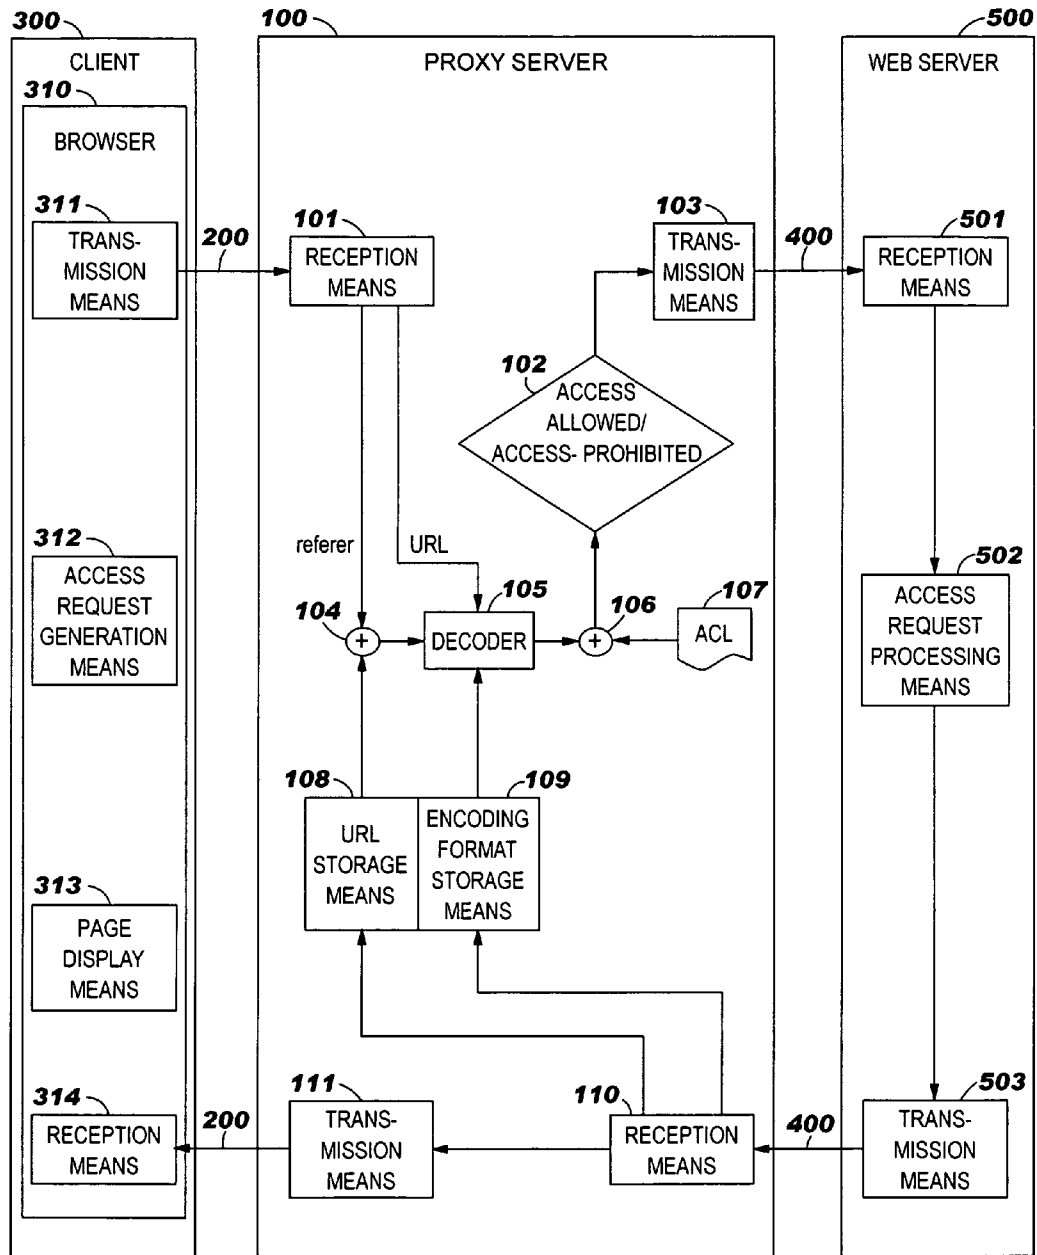 300
CLIENT
310
BROWSER
311
TRANS-
MISSION
MEANS
200
312
ACCESS
REQUEST
GENERATION
MEANS
313
PAGE
DISPLAY
MEANS
314
RECEPTION
MEANS
200
100
PROXY SERVER
101
RECEPTION
MEANS
103
TRANS-
MISSION
MEANS
400
102
ACCESS
ALLOWED/
ACCESS- PROHIBITED
referer
URL
104
+
105
DECODER
106
+
107
ACL
108
URL
STORAGE
MEANS
109
ENCODING
FORMAT
STORAGE
MEANS
111
TRANS-
MISSION
MEANS
110
RECEPTION
MEANS
400
500
WEB SERVER
501
RECEPTION
MEANS
502
ACCESS
REQUEST
PROCESSING
MEANS
503
TRANS-
MISSION
MEANS